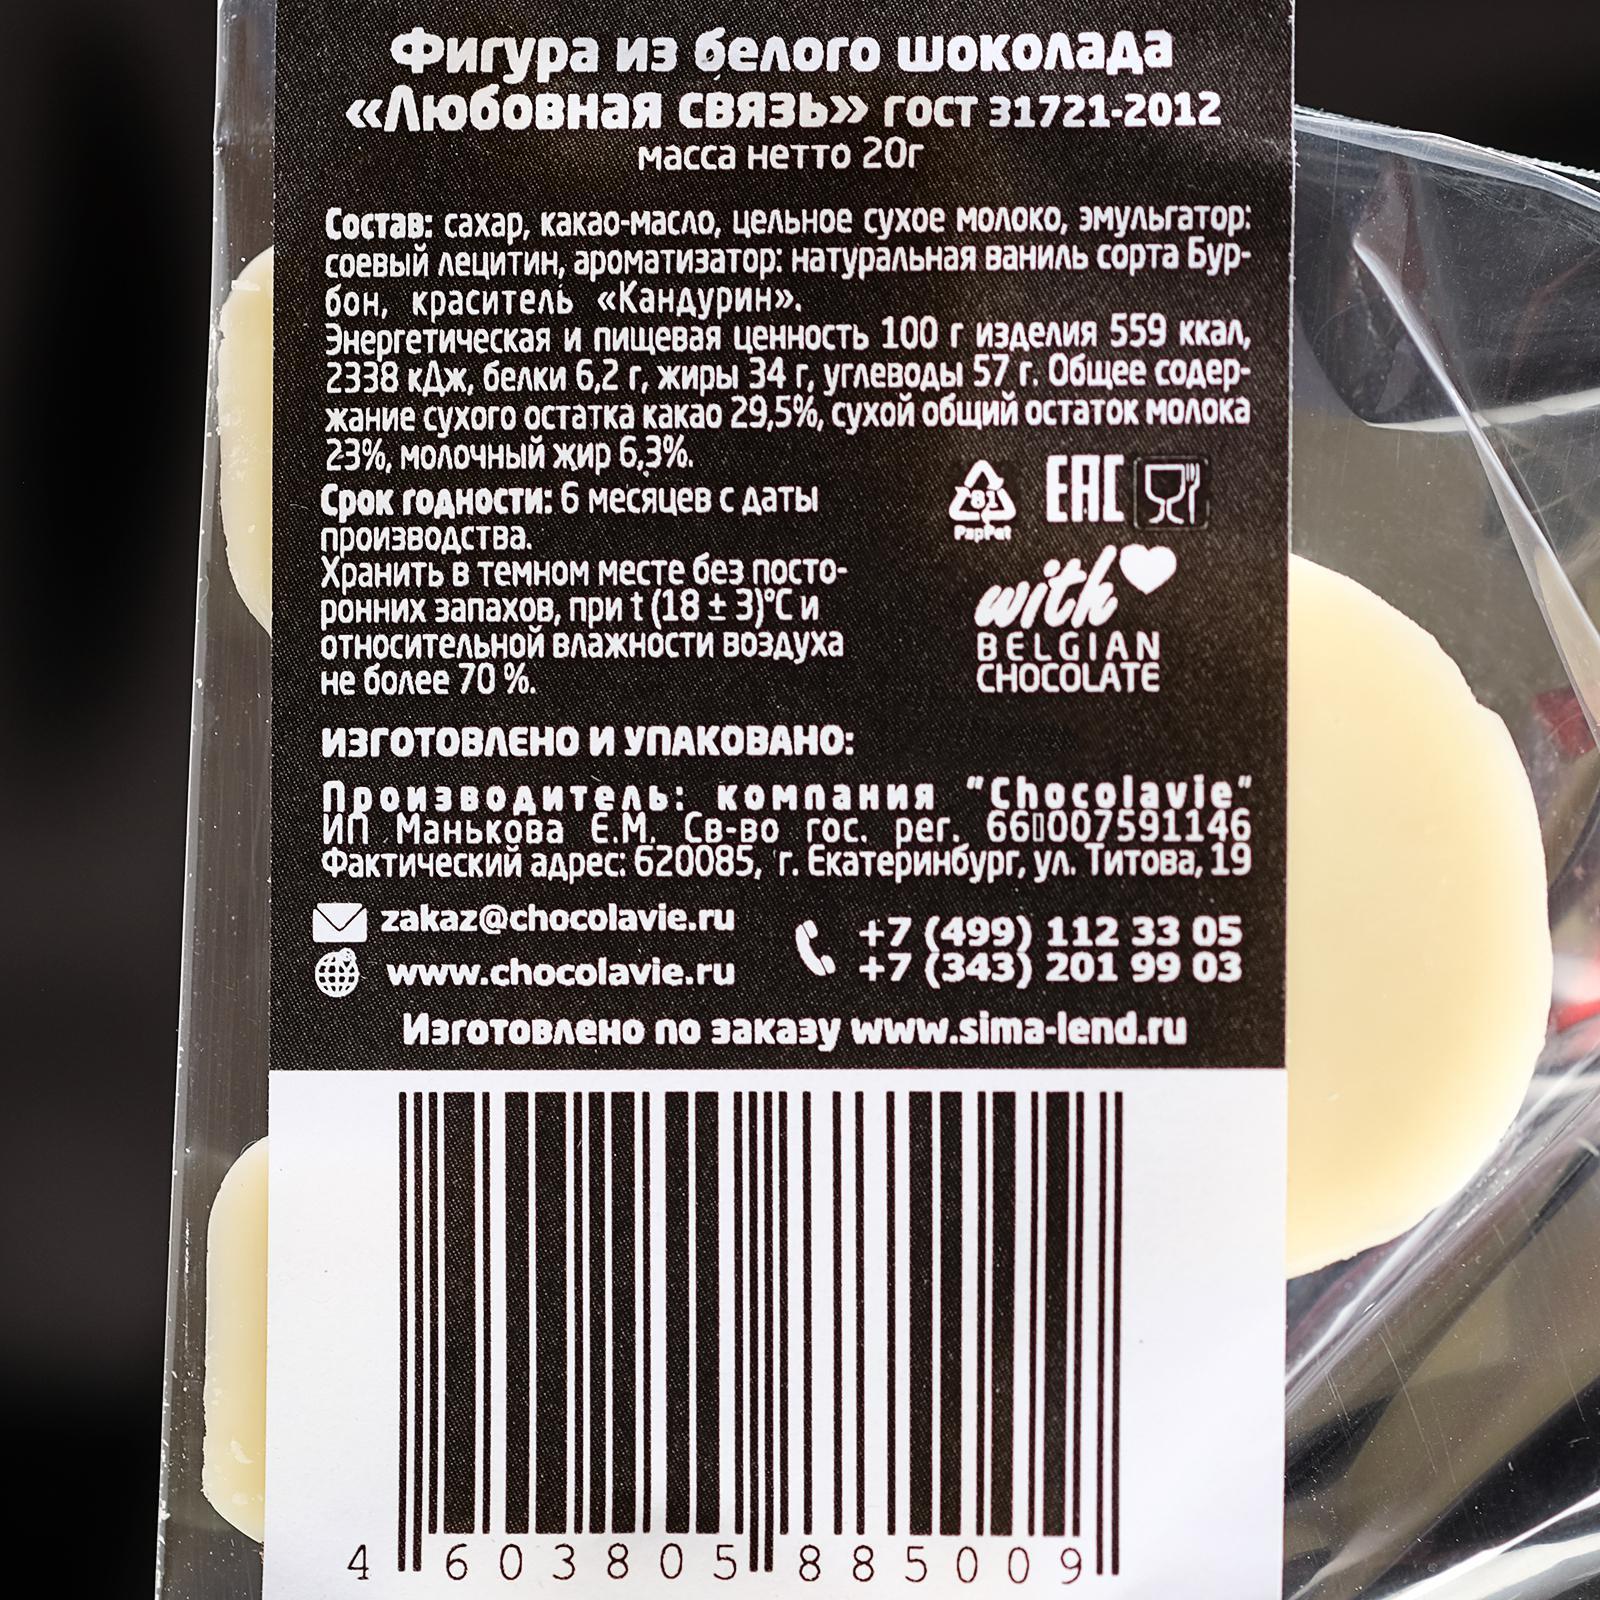 Фигура из белого шоколада
«Любовная связь» ГОСТ 31721-2012
масса нетто 20г
Состав: сахар, какао-масло, цельное сухое молоко, эмульгатор:
соевый лецитин, ароматизатор: натуральная ваниль сорта Бур-
бон, краситель «Кандурин».
Энергетическая и пищевая ценность 100 г изделия 559 ккал,
2338 кДж, белки 6,2 г, жиры 34 г, углеводы 57 г. Общее содер-
жание сухого остатка какао 29,5%, сухой общий остаток молока
23%, молочный жир 6,3%.
Срок годности: 6 месяцев с даты
производства.
Хранить в темном месте без посто-
ронних запахов, при t (18 ± 3)°C и
относительной влажности воздуха
не более 70 %.
81
PapPet
EAC
with
BELGIAN
CHOCOLATE
ИЗГОТОВЛЕНО И УПАКОВАНО:
Производитель: компания "Chocolavie"
ИП Манькова Е.М. Св-во гос. рег. 66▯007591146
Фактический адрес: 620085, г. Екатеринбург, ул. Титова, 19
zakaz@chocolavie.ru
www.chocolavie.ru
+7 (499) 112 33 05
+7 (343) 201 99 03
Изготовлено по заказу www.sima-lend.ru
4 603805 885009